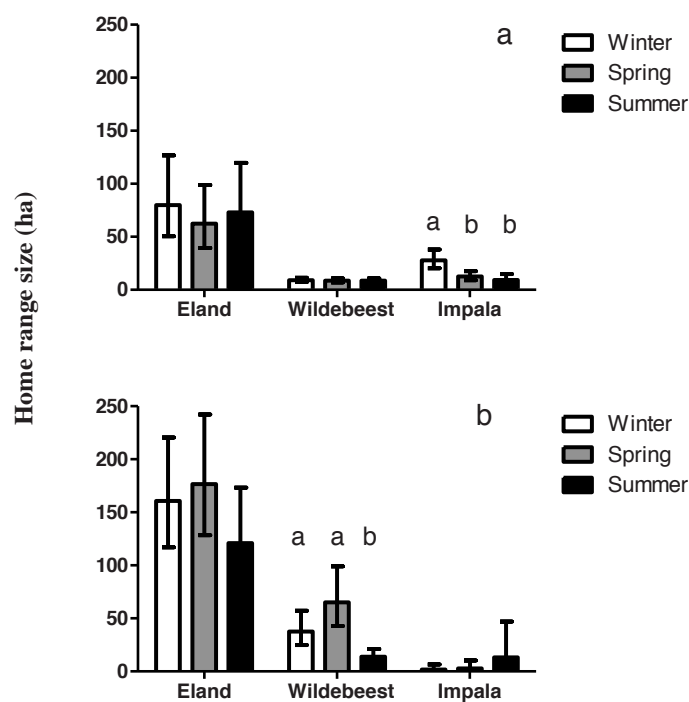 Home range size (ha)
a
250
200
150
100
50
0
a b b
Eland Wildebeest Impala
Winter
Spring
Summer
b
250
200
150
100
50
0
a a b
Eland Wildebeest Impala
Winter
Spring
Summer